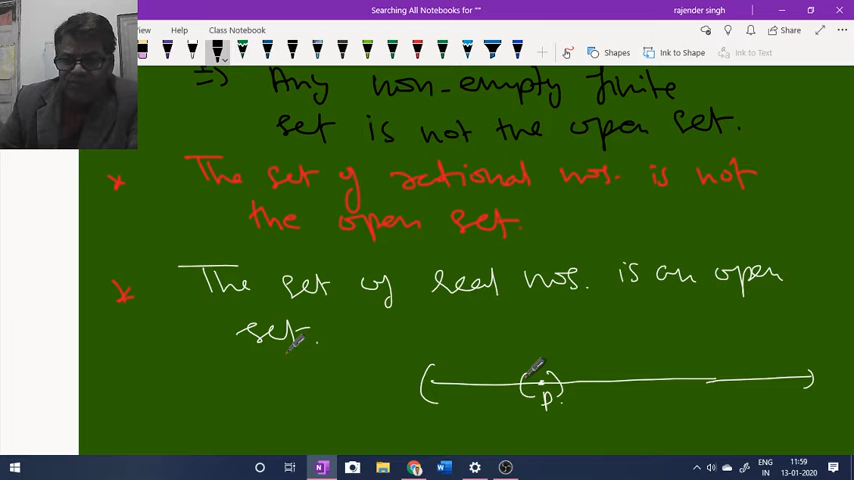 Searching All Notebooks for ""
rajender singh
View Help Class Notebook
Share
Shapes Ink to Shape Ink to Text
=) Any non-empty finite
set is not the open set.
* The set of rational nos. is not
the open set.
* The set of real nos. is an open
set.
( ( . ) )
p.
W
ENG
IN
11:59
13-01-2020